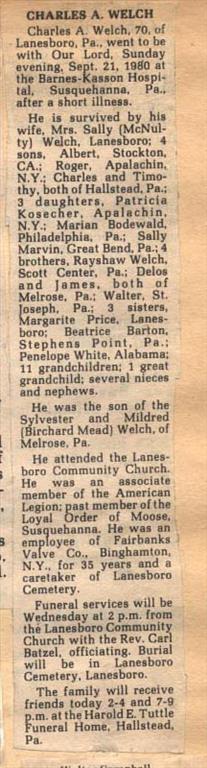 CHARLES A. WELCH
Charles A. Welch, 70, of
Lanesboro, Pa., went to be
with Our Lord, Sunday
evening, Sept. 21, 1980 at
the Barnes-Kasson Hospi-
tal, Susquehanna, Pa.,
after a short illness.
He is survived by his
wife, Mrs. Sally (McNul-
ty) Welch, Lanesboro; 4
sons, Albert, Stockton,
CA.; Roger, Apalachin,
N.Y.; Charles and Timo-
thy, both of Hallstead, Pa.;
3 daughters, Patricia
Kosecher, Apalachin,
N.Y.; Marian Bodewald,
Philadelphia, Pa.; Sally
Marvin, Great Bend, Pa.; 4
brothers, Rayshaw Welch,
Scott Center, Pa.; Delos
and James, both of
Melrose, Pa.; Walter, St.
Joseph, Pa.; 3 sisters,
Margarite Price, Lanes-
boro; Beatrice Barton,
Stephens Point, Pa.;
Penelope White, Alabama;
11 grandchildren; 1 great
grandchild; several nieces
and nephews.
He was the son of the
Sylvester and Mildred
(Birchard Mead) Welch, of
Melrose, Pa.
He attended the Lanes-
boro Community Church.
He was an associate
member of the American
Legion; past member of the
Loyal Order of Moose,
Susquehanna. He was an
employee of Fairbanks
Valve Co., Binghamton,
N.Y., for 35 years and a
caretaker of Lanesboro
Cemetery.
Funeral services will be
Wednesday at 2 p.m. from
the Lanesboro Community
Church with the Rev. Carl
Batzel, officiating. Burial
will be in Lanesboro
Cemetery, Lanesboro.
The family will receive
friends today 2-4 and 7-9
p.m. at the Harold E. Tuttle
Funeral Home, Hallstead,
Pa.